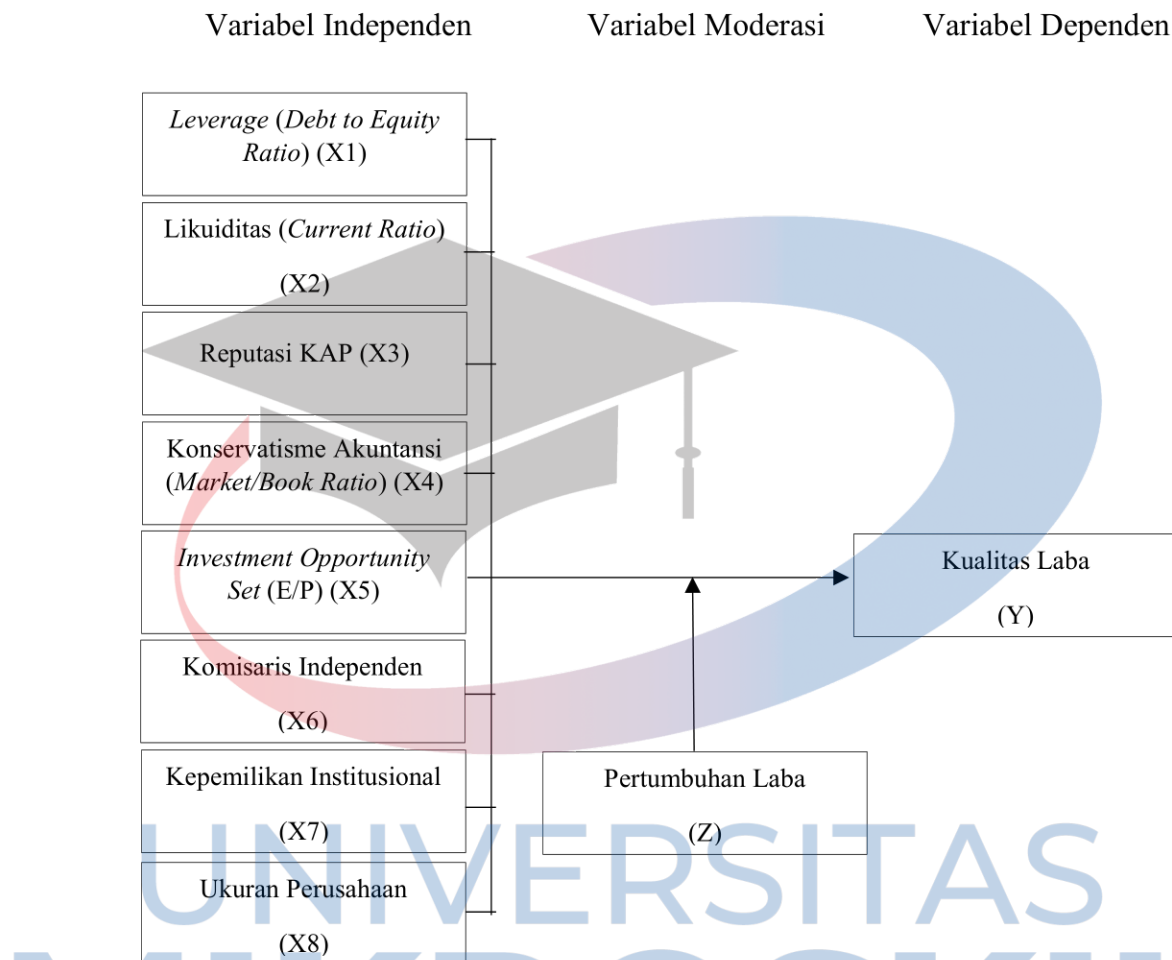 Variabel Independen
Variabel Moderasi
Variabel Dependen
Leverage (Debt to Equity
Ratio) (X1)
Likuiditas (Current Ratio)
(X2)
Reputasi KAP (X3)
Konservatisme Akuntansi
(Market/Book Ratio) (X4)
Investment Opportunity
Set (E/P) (X5)
Komisaris Independen
(X6)
Kepemilikan Institusional
(X7)
Ukuran Perusahaan
(X8)
Pertumbuhan Laba
(Z)
Kualitas Laba
(Y)
UNIVERSITAS